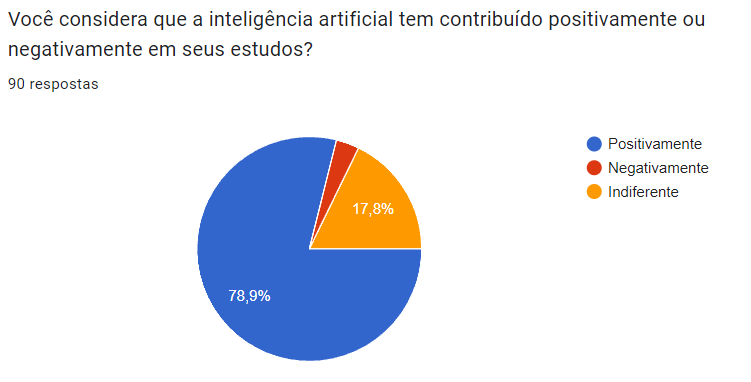 Você considera que a inteligência artificial tem contribuído positivamente ou
negativamente em seus estudos?
90 respostas
Positivamente
Negativamente
Indiferente
17,8%
78,9%